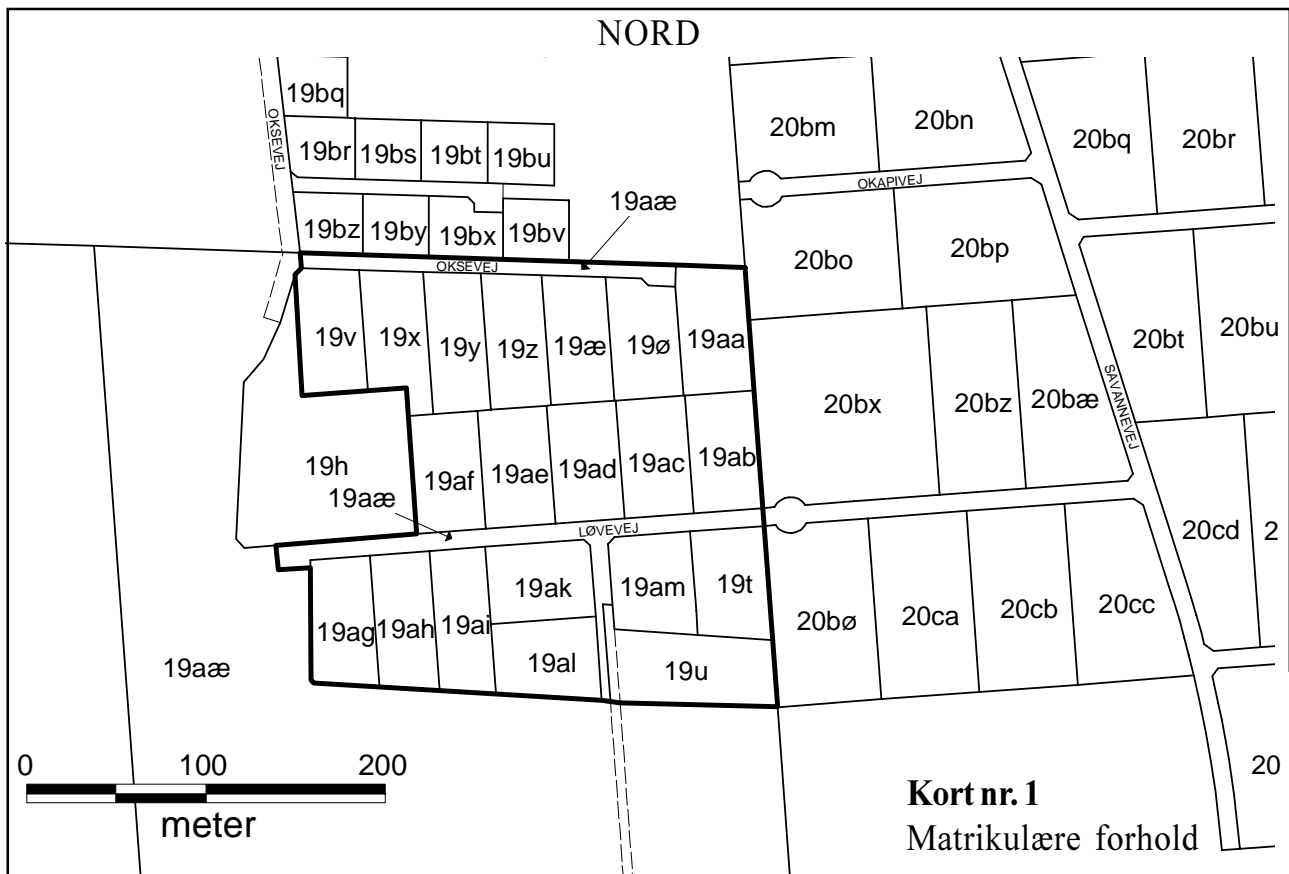 NORD
19bq
OKSEVEJ
19br 19bs 19bt 19bu
20bm 20bn 20bq 20br
OKAPIVEJ
19aæ
19bz 19by 19bx 19bv
OKSEVEJ
20bo 20bp
19v 19x 19y 19z 19æ 19ø 19aa
20bt 20bu
SAVANNEVEJ
20bx 20bz 20bæ
19h
19aæ
19af 19ae 19ad 19ac 19ab
LØVEVEJ
20cd 2
19ag 19ah 19ai 19ak 19am 19t
20bø 20ca 20cb 20cc
19aæ
19al 19u
0 100 200
meter
20
Kort nr. 1
Matrikulære forhold